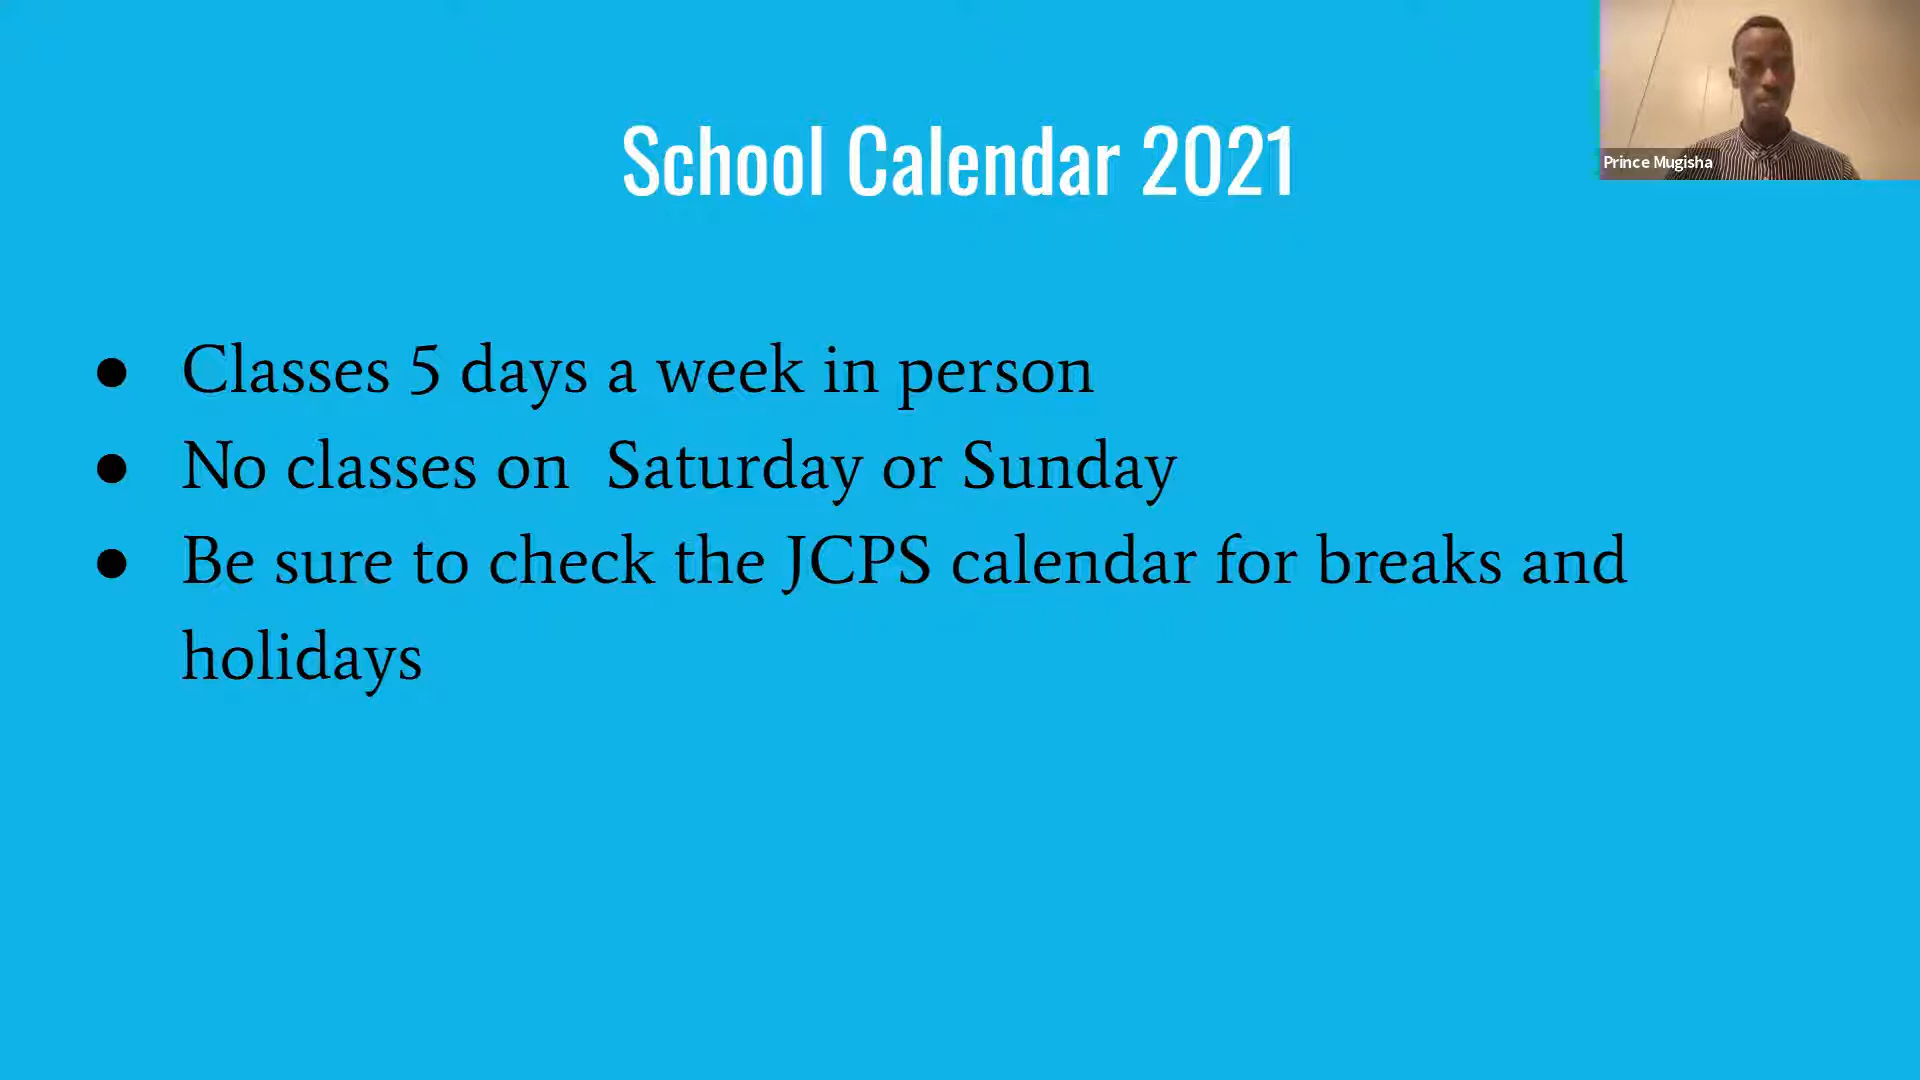 School Calendar 2021
Prince Mugisha
● Classes 5 days a week in person
● No classes on  Saturday or Sunday
● Be sure to check the JCPS calendar for breaks and
holidays